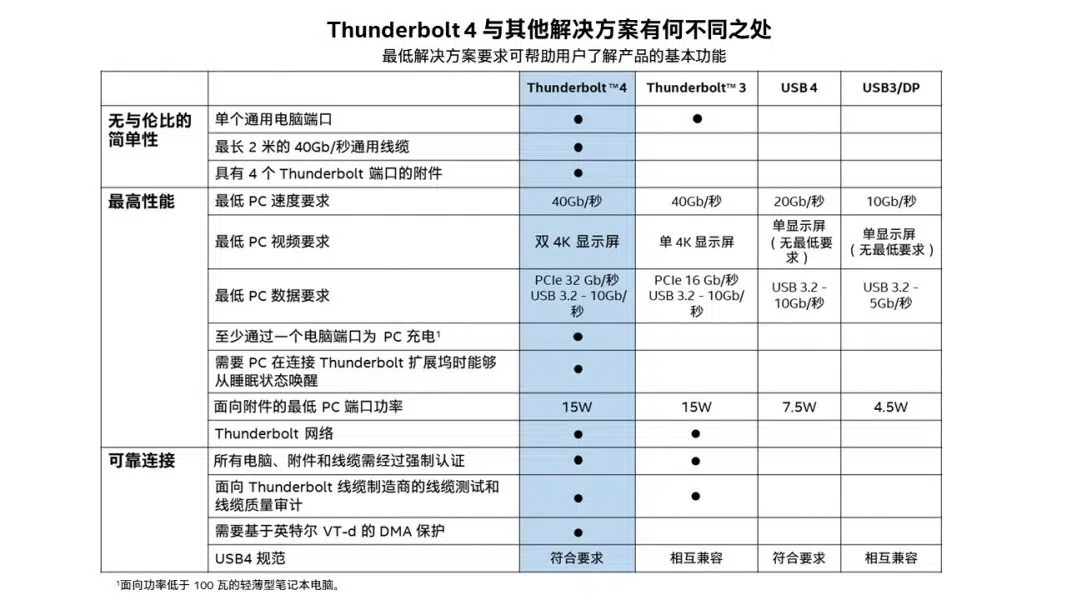 Thunderbolt 4 与其他解决方案有何不同之处
最低解决方案要求可帮助用户了解产品的基本功能
Thunderbolt™4 Thunderbolt™ 3 USB 4 USB3/DP
无与伦比的
简单性
单个通用电脑端口 ● ●
最长 2 米的 40Gb/秒通用线缆 ●
具有 4 个 Thunderbolt 端口的附件 ●
最高性能
最低 PC 速度要求 40Gb/秒 40Gb/秒 20Gb/秒 10Gb/秒
最低 PC 视频要求 双 4K 显示屏 单 4K 显示屏
单显示屏
（无最低要
求）
单显示屏
（无最低要求）
最低 PC 数据要求
PCIe 32 Gb/秒
USB 3.2 - 10Gb/
秒
PCIe 16 Gb/秒
USB 3.2 - 10Gb/
秒
USB 3.2 -
10Gb/秒
USB 3.2 -
5Gb/秒
至少通过一个电脑端口为 PC 充电¹ ●
需要 PC 在连接 Thunderbolt 扩展坞时能够
从睡眠状态唤醒 ●
面向附件的最低 PC 端口功率 15W 15W 7.5W 4.5W
Thunderbolt 网络 ● ●
可靠连接
所有电脑、附件和线缆需经过强制认证 ● ●
面向 Thunderbolt 线缆制造商的线缆测试和
线缆质量审计 ● ●
需要基于英特尔 VT-d 的 DMA 保护 ●
USB4 规范 符合要求 相互兼容 符合要求 相互兼容
¹面向功率低于 100 瓦的轻薄型笔记本电脑。